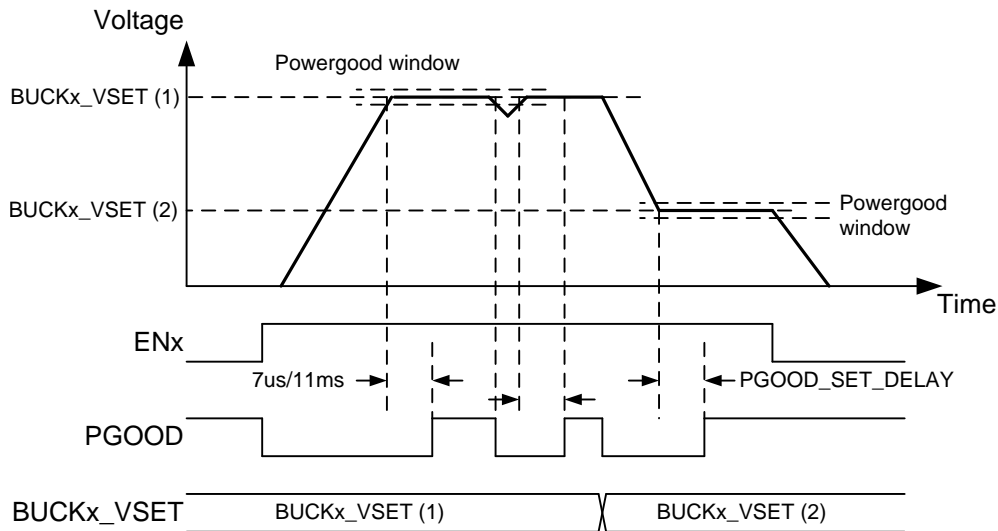 Voltage
Powergood window
BUCKx_VSET (1)
BUCKx_VSET (2)
Powergood
window
Time
ENx
7us/11ms
PGOOD_SET_DELAY
PGOOD
BUCKx_VSET
BUCKx_VSET (1)
BUCKx_VSET (2)